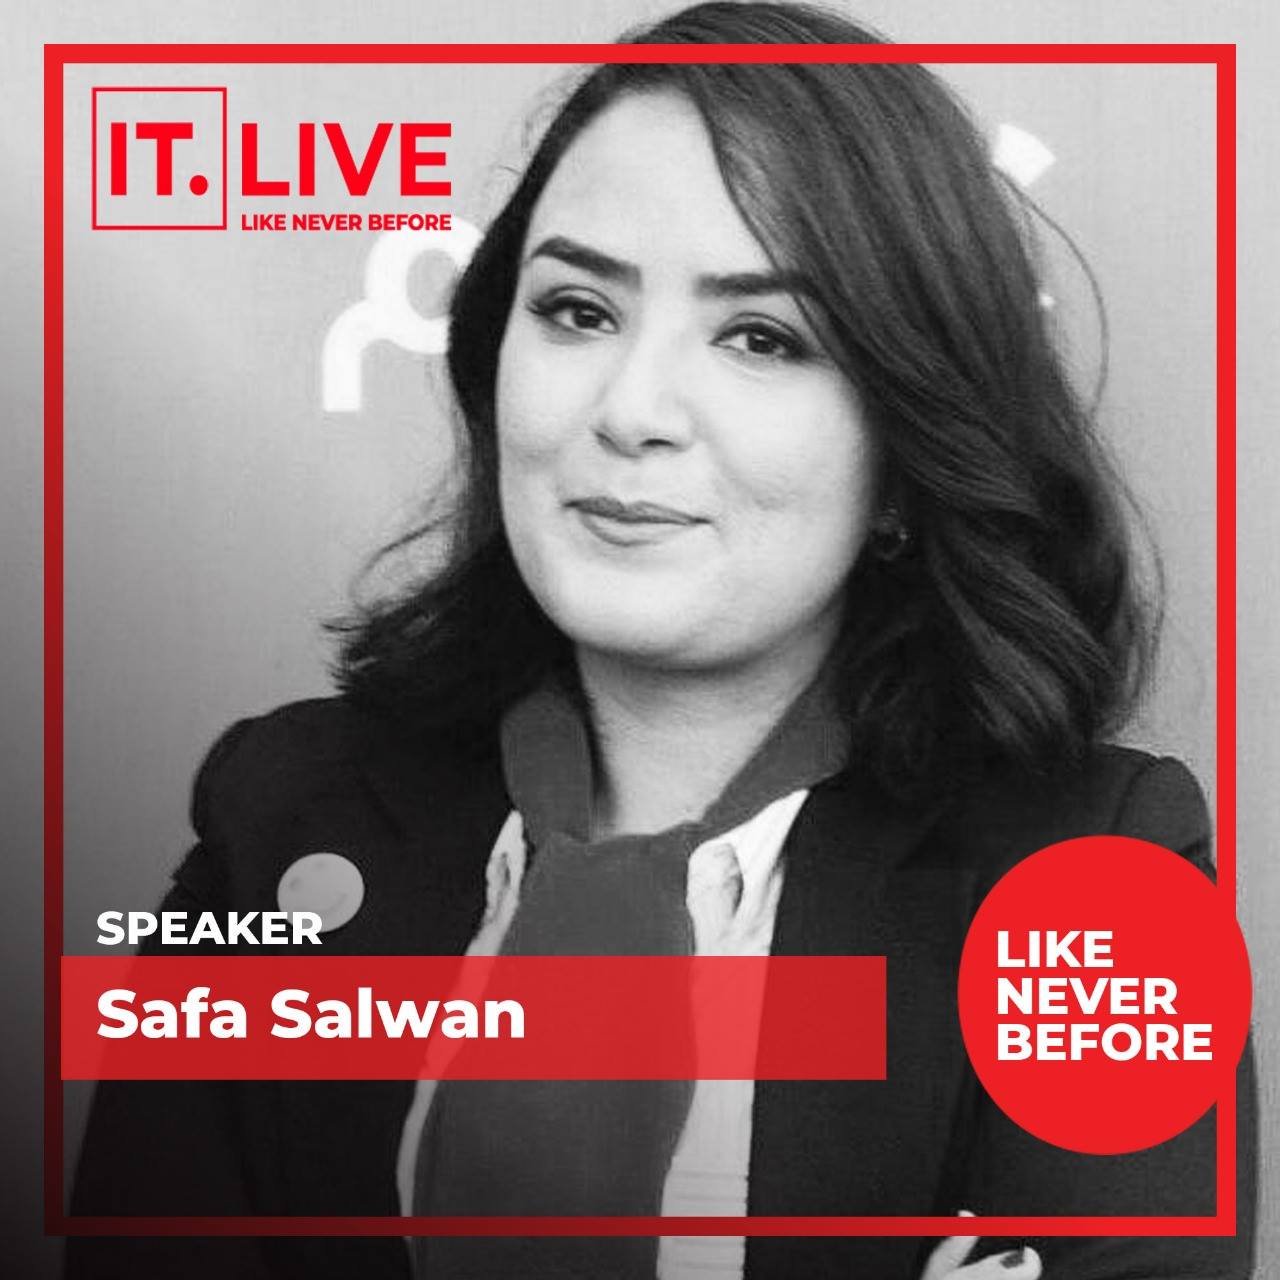 IT. LIVE
LIKE NEVER BEFORE
SPEAKER
Safa Salwan
LIKE
NEVER
BEFORE